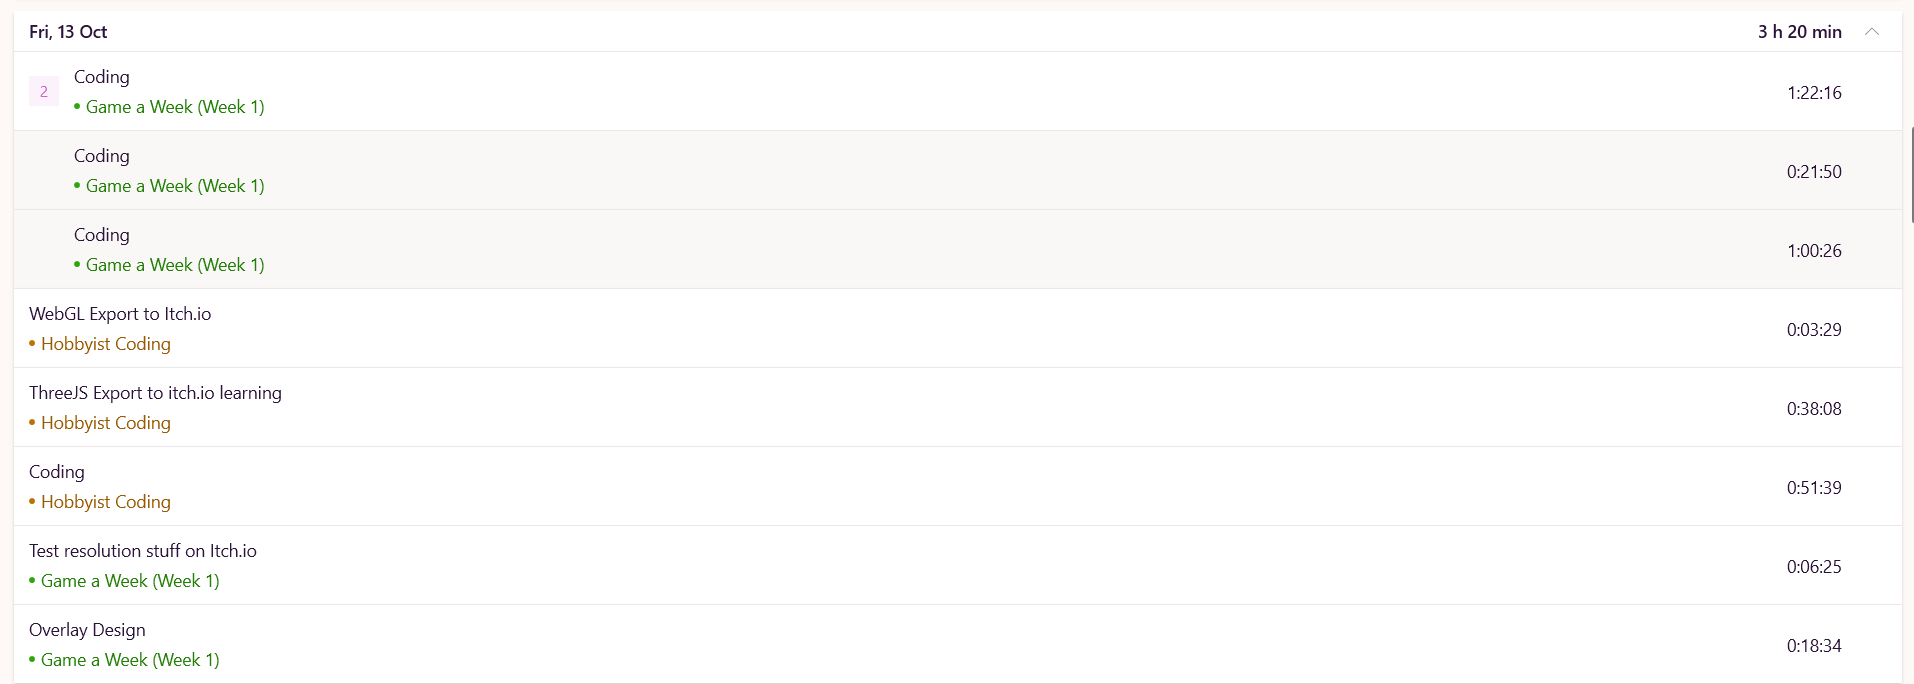 Fri, 13 Oct 3 h 20 min
2
Coding
• Game a Week (Week 1)
1:22:16
Coding
• Game a Week (Week 1)
0:21:50
Coding
• Game a Week (Week 1)
1:00:26
WebGL Export to Itch.io
• Hobbyist Coding
0:03:29
ThreeJS Export to itch.io learning
• Hobbyist Coding
0:38:08
Coding
• Hobbyist Coding
0:51:39
Test resolution stuff on Itch.io
• Game a Week (Week 1)
0:06:25
Overlay Design
• Game a Week (Week 1)
0:18:34